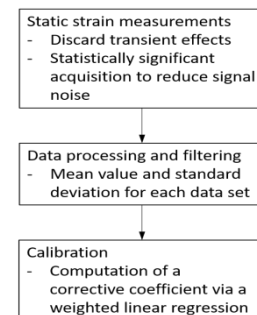 Static strain measurements
- Discard transient effects
- Statistically significant
acquisition to reduce signal
noise
Data processing and filtering
- Mean value and standard
deviation for each data set
Calibration
- Computation of a
corrective coefficient via a
weighted linear regression